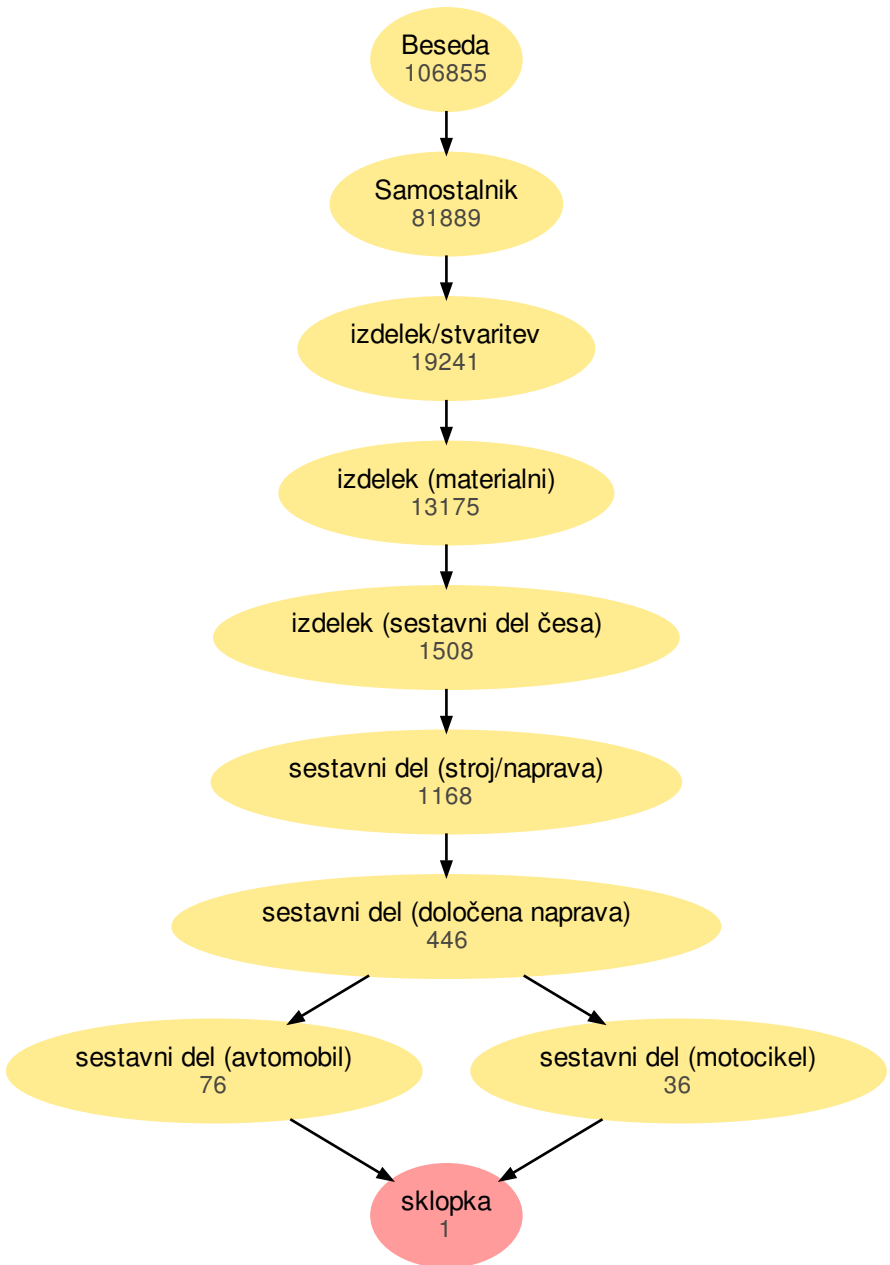 Beseda
106855
Samostalnik
81889
izdelek/stvaritev
19241
izdelek (materialni)
13175
izdelek (sestavni del česa)
1508
sestavni del (stroj/naprava)
1168
sestavni del (določena naprava)
446
sestavni del (avtomobil)
76
sestavni del (motocikel)
36
sklopka
1